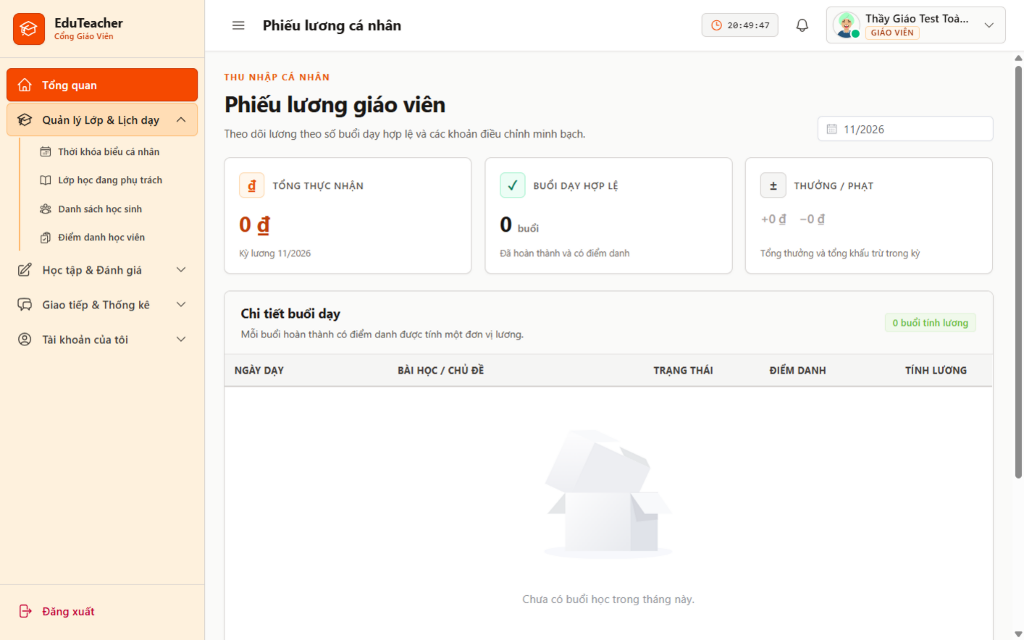 EduTeacher
Cổng Giáo Viên
Tổng quan
Quản lý Lớp & Lịch dạy
Thời khóa biểu cá nhân
Lớp học đang phụ trách
Danh sách học sinh
Điểm danh học viên
Học tập & Đánh giá
Giao tiếp & Thống kê
Tài khoản của tôi
Đăng xuất
Phiếu lương cá nhân
20:49:47
Thầy Giáo Test Toá...
GIÁO VIÊN
THU NHẬP CÁ NHÂN
Phiếu lương giáo viên
Theo dõi lương theo số buổi dạy hợp lệ và các khoản điều chỉnh minh bạch.
11/2026
₫ TỔNG THỰC NHẬN
0 ₫
Kỳ lương 11/2026
✓ BUỔI DẠY HỢP LỆ
0 buổi
Đã hoàn thành và có điểm danh
± THƯỞNG / PHẠT
+0 ₫ −0 ₫
Tổng thưởng và tổng khấu trừ trong kỳ
Chi tiết buổi dạy
Mỗi buổi hoàn thành có điểm danh được tính một đơn vị lương.
0 buổi tính lương
NGÀY DẠY BÀI HỌC / CHỦ ĐỀ TRẠNG THÁI ĐIỂM DANH TÍNH LƯƠNG
Chưa có buổi học trong tháng này.